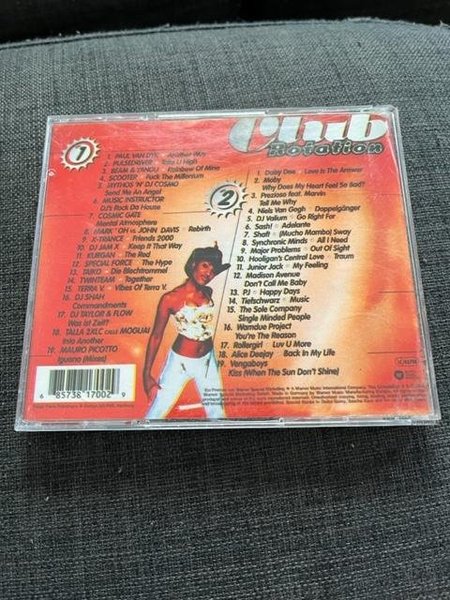 Club
Rotation
1
1. PAUL VAN DYK Another Way
2. PULSEDRIVER Take U High
3. BEAM & YANOU Rainbow Of Mine
4. SCOOTER Fuck The Millenium
5. MYTHOS 'N' DJ COSMO
Send Me An Angel
6. MUSIC INSTRUCTOR
DJ's Rock Da House
7. COSMIC GATE
Mental Atmosphere
8. MARK 'OH vs JOHN DAVIS Rebirth
9. X-TRANCE Friends 2000
10. DJ JAM X Keep It That Way
11. KURGAN The Red
12. SPECIAL FORCE The Hype
13. TAIKO Die Blechtrommel
14. TWINTEAM Together
15. TERRA V. Vibes Of Terra V.
16. DJ SHAH
Commandments
17. DJ TAYLOR & FLOW
Was ist Zeit?
18. TALLA 2XLC MOGUAI
Into Another
19. MAURO PICOTTO
Iguana (Mixes)
2
1. Daisy Dee Love Is The Answer
2. Moby
Why Does My Heart Feel So Bad?
3. Prezioso feat. Marvin
Tell Me Why
4. Niels Van Gogh Doppelgänger
5. DJ Valium Go Right For
6. Sash! Adelante
7. Shaft (Mucho Mambo) Sway
8. Synchronic Minds All I Need
9. Major Problems Out Of Sight
10. Hooligan's Central Love Traum
11. Junior Jack My Feeling
12. Madison Avenue
Don't Call Me Baby
13. PJ Happy Days
14. Tiefschwarz Music
15. The Sole Company
Single Minded People
16. Wamdue Project
You're The Reason
17. Rollergirl Luv U More
18. Alice Deejay Back In My Life
19. Vengaboys
Kiss (When The Sun Don't Shine)
6 85738 17002 9